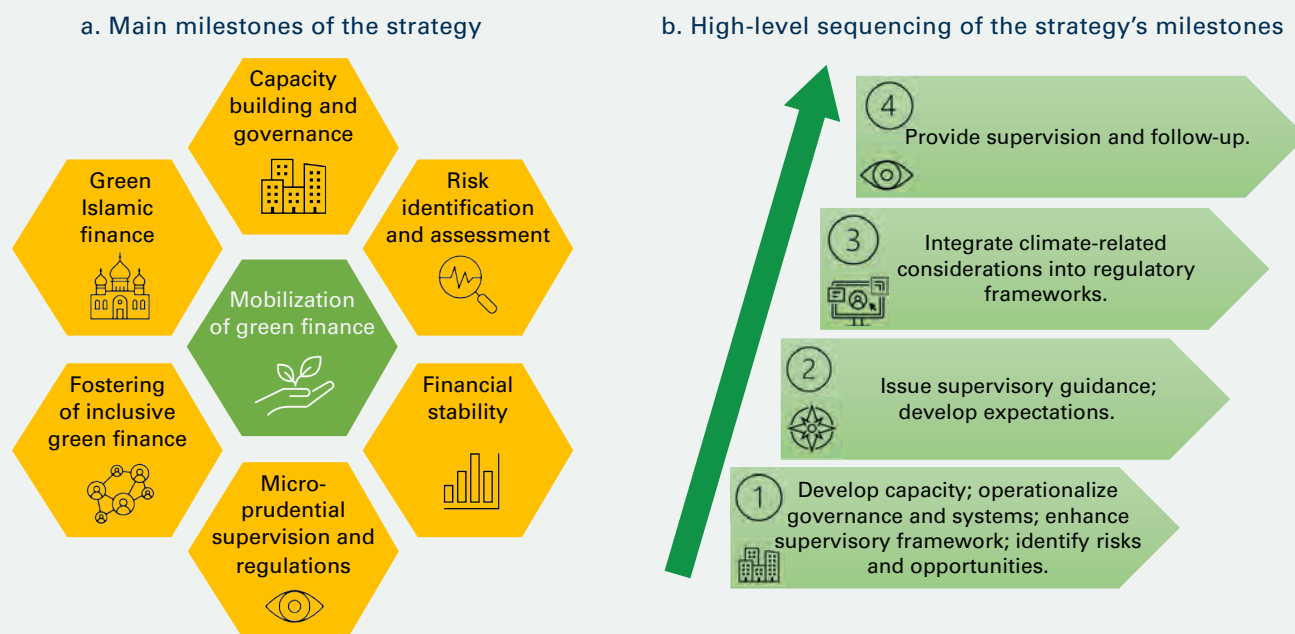 a. Main milestones of the strategy
Capacity
building and
governance
Green
Islamic
finance
Risk
identification
and assessment
Mobilization
of green finance
Fostering
of inclusive
green finance
Financial
stability
Micro-
prudential
supervision and
regulations
b. High-level sequencing of the strategy’s milestones
4
Provide supervision and follow-up.
3
Integrate climate-related
considerations into regulatory
frameworks.
2
Issue supervisory guidance;
develop expectations.
1
Develop capacity; operationalize
governance and systems; enhance
supervisory framework; identify risks
and opportunities.